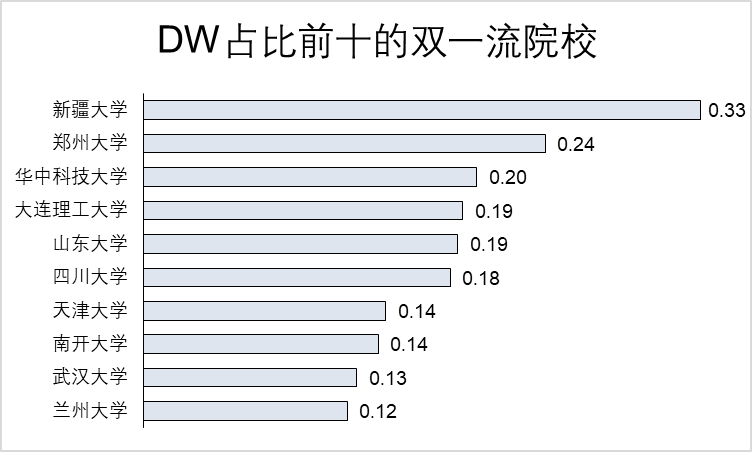 DW占比前十的双一流院校
新疆大学 0.33
郑州大学 0.24
华中科技大学 0.20
大连理工大学 0.19
山东大学 0.19
四川大学 0.18
天津大学 0.14
南开大学 0.14
武汉大学 0.13
兰州大学 0.12